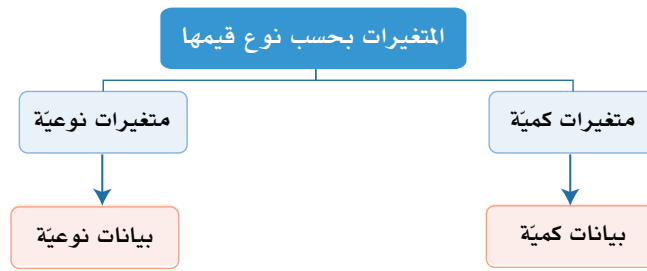 المتغيرات بحسب نوع قيمها
متغيرات كميّة
متغيرات نوعيّة
بيانات كميّة
بيانات نوعيّة